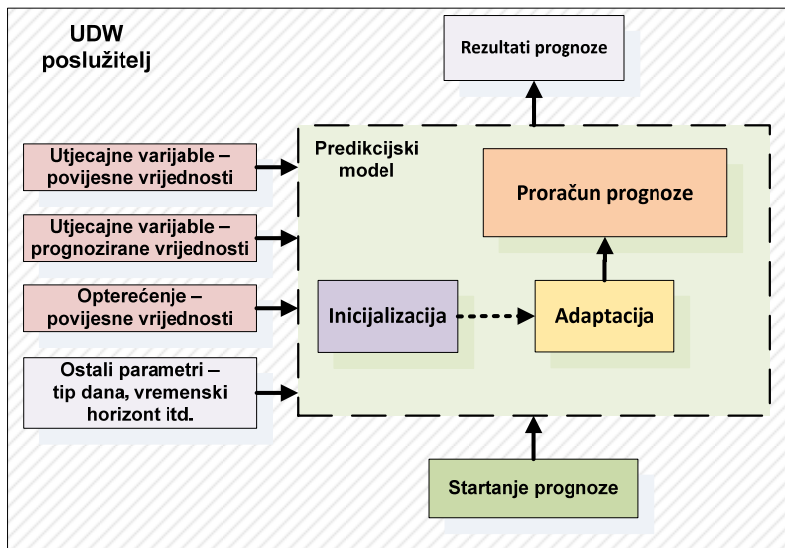 UDW
poslužitelj
Rezultati prognoze
Utjecajne varijable –
povijesne vrijednosti
Predikcijski
model
Proračun prognoze
Utjecajne varijable –
prognozirane vrijednosti
Opterećenje –
povijesne vrijednosti
Inicijalizacija
Adaptacija
Ostali parametri –
tip dana, vremenski
horizont itd.
Startanje prognoze